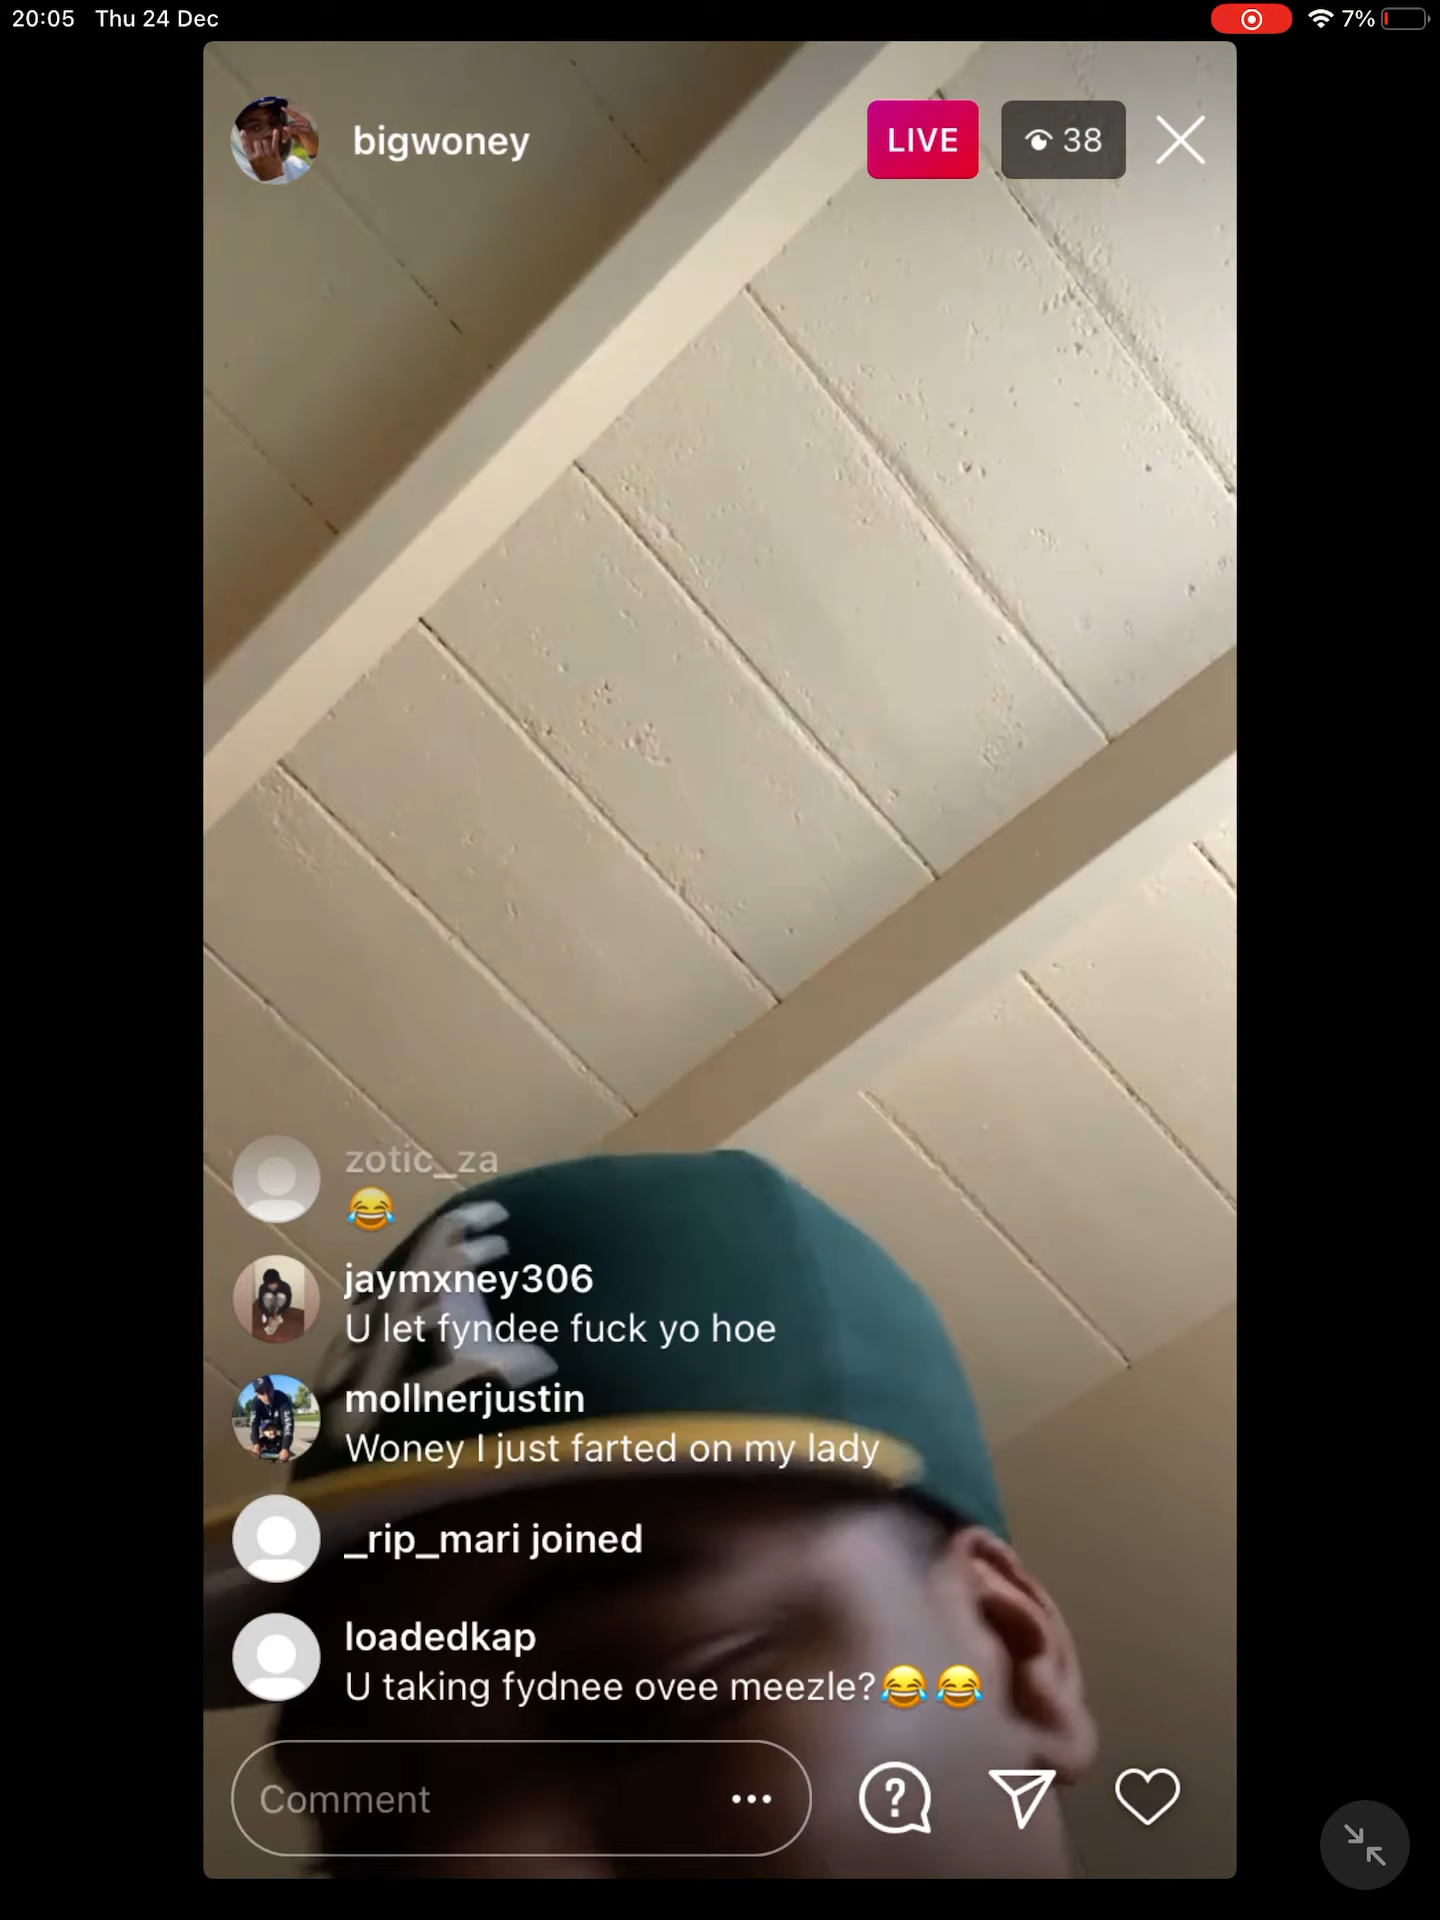 20:05 Thu 24 Dec
7%
bigwoney
LIVE
38
zotic_za
😂
jaymxney306
U let fyndee fuck yo hoe
mollnerjustin
Woney I just farted on my lady
_rip_mari joined
loadedkap
U taking fydnee ovee meezle?😂😂
Comment